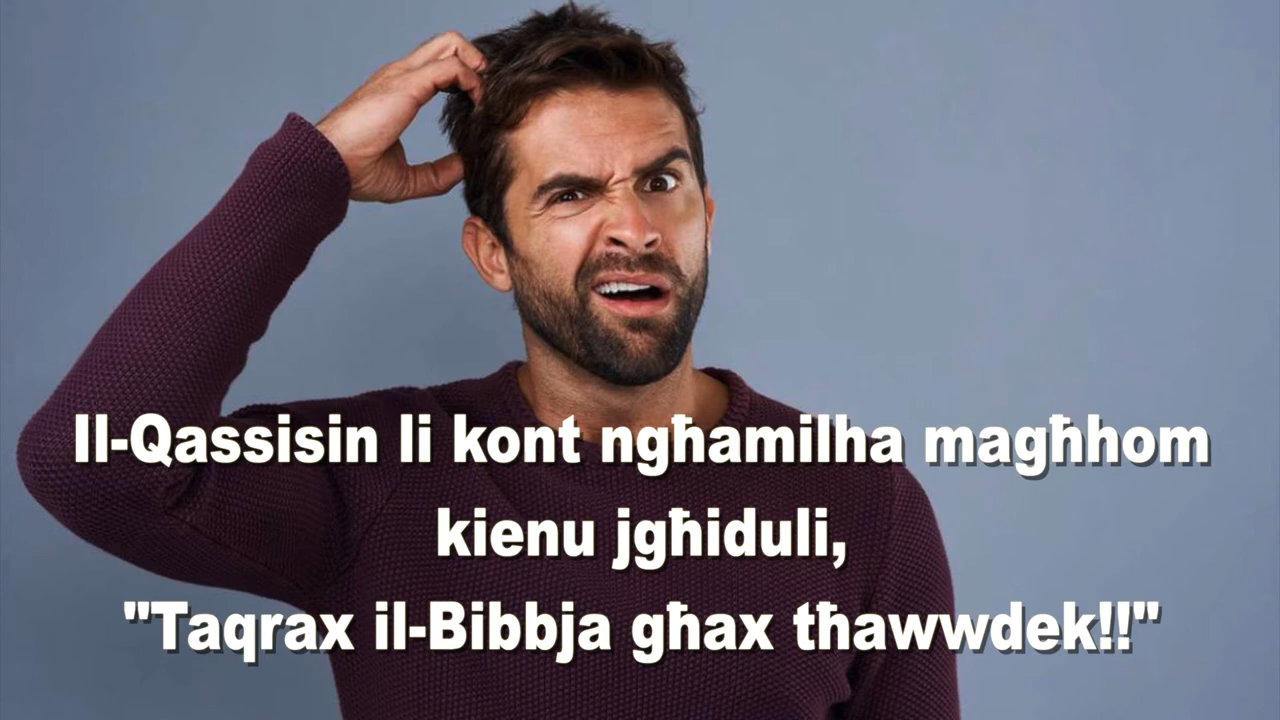 Il-Qassisin li kont ngħamilha magħhom
kienu jgħiduli,
"Taqrax il-Bibbja għax tħawwdek!!"